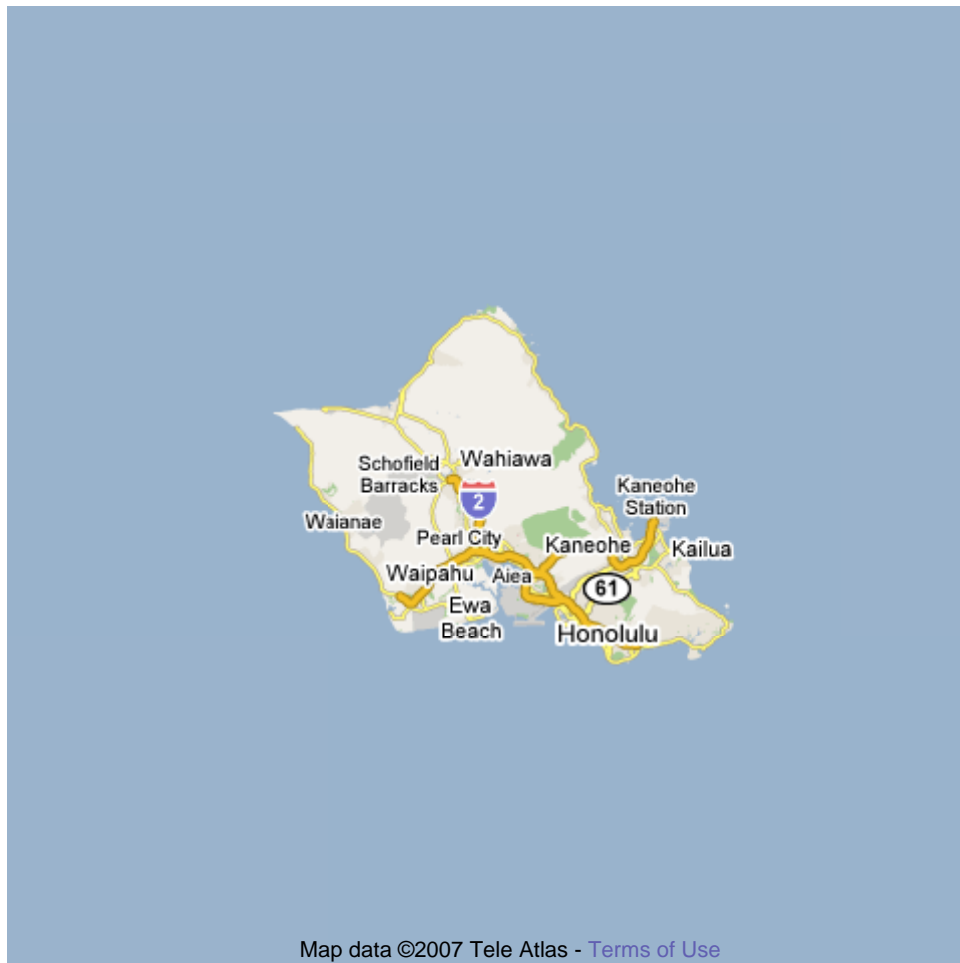 Wahiawa
Schofield
Barracks
Kaneohe
Station
2
Waianae
Pearl City
Kaneohe
Kailua
Waipahu
Aiea
61
Ewa
Beach
Honolulu
Map data ©2007 Tele Atlas - Terms of Use